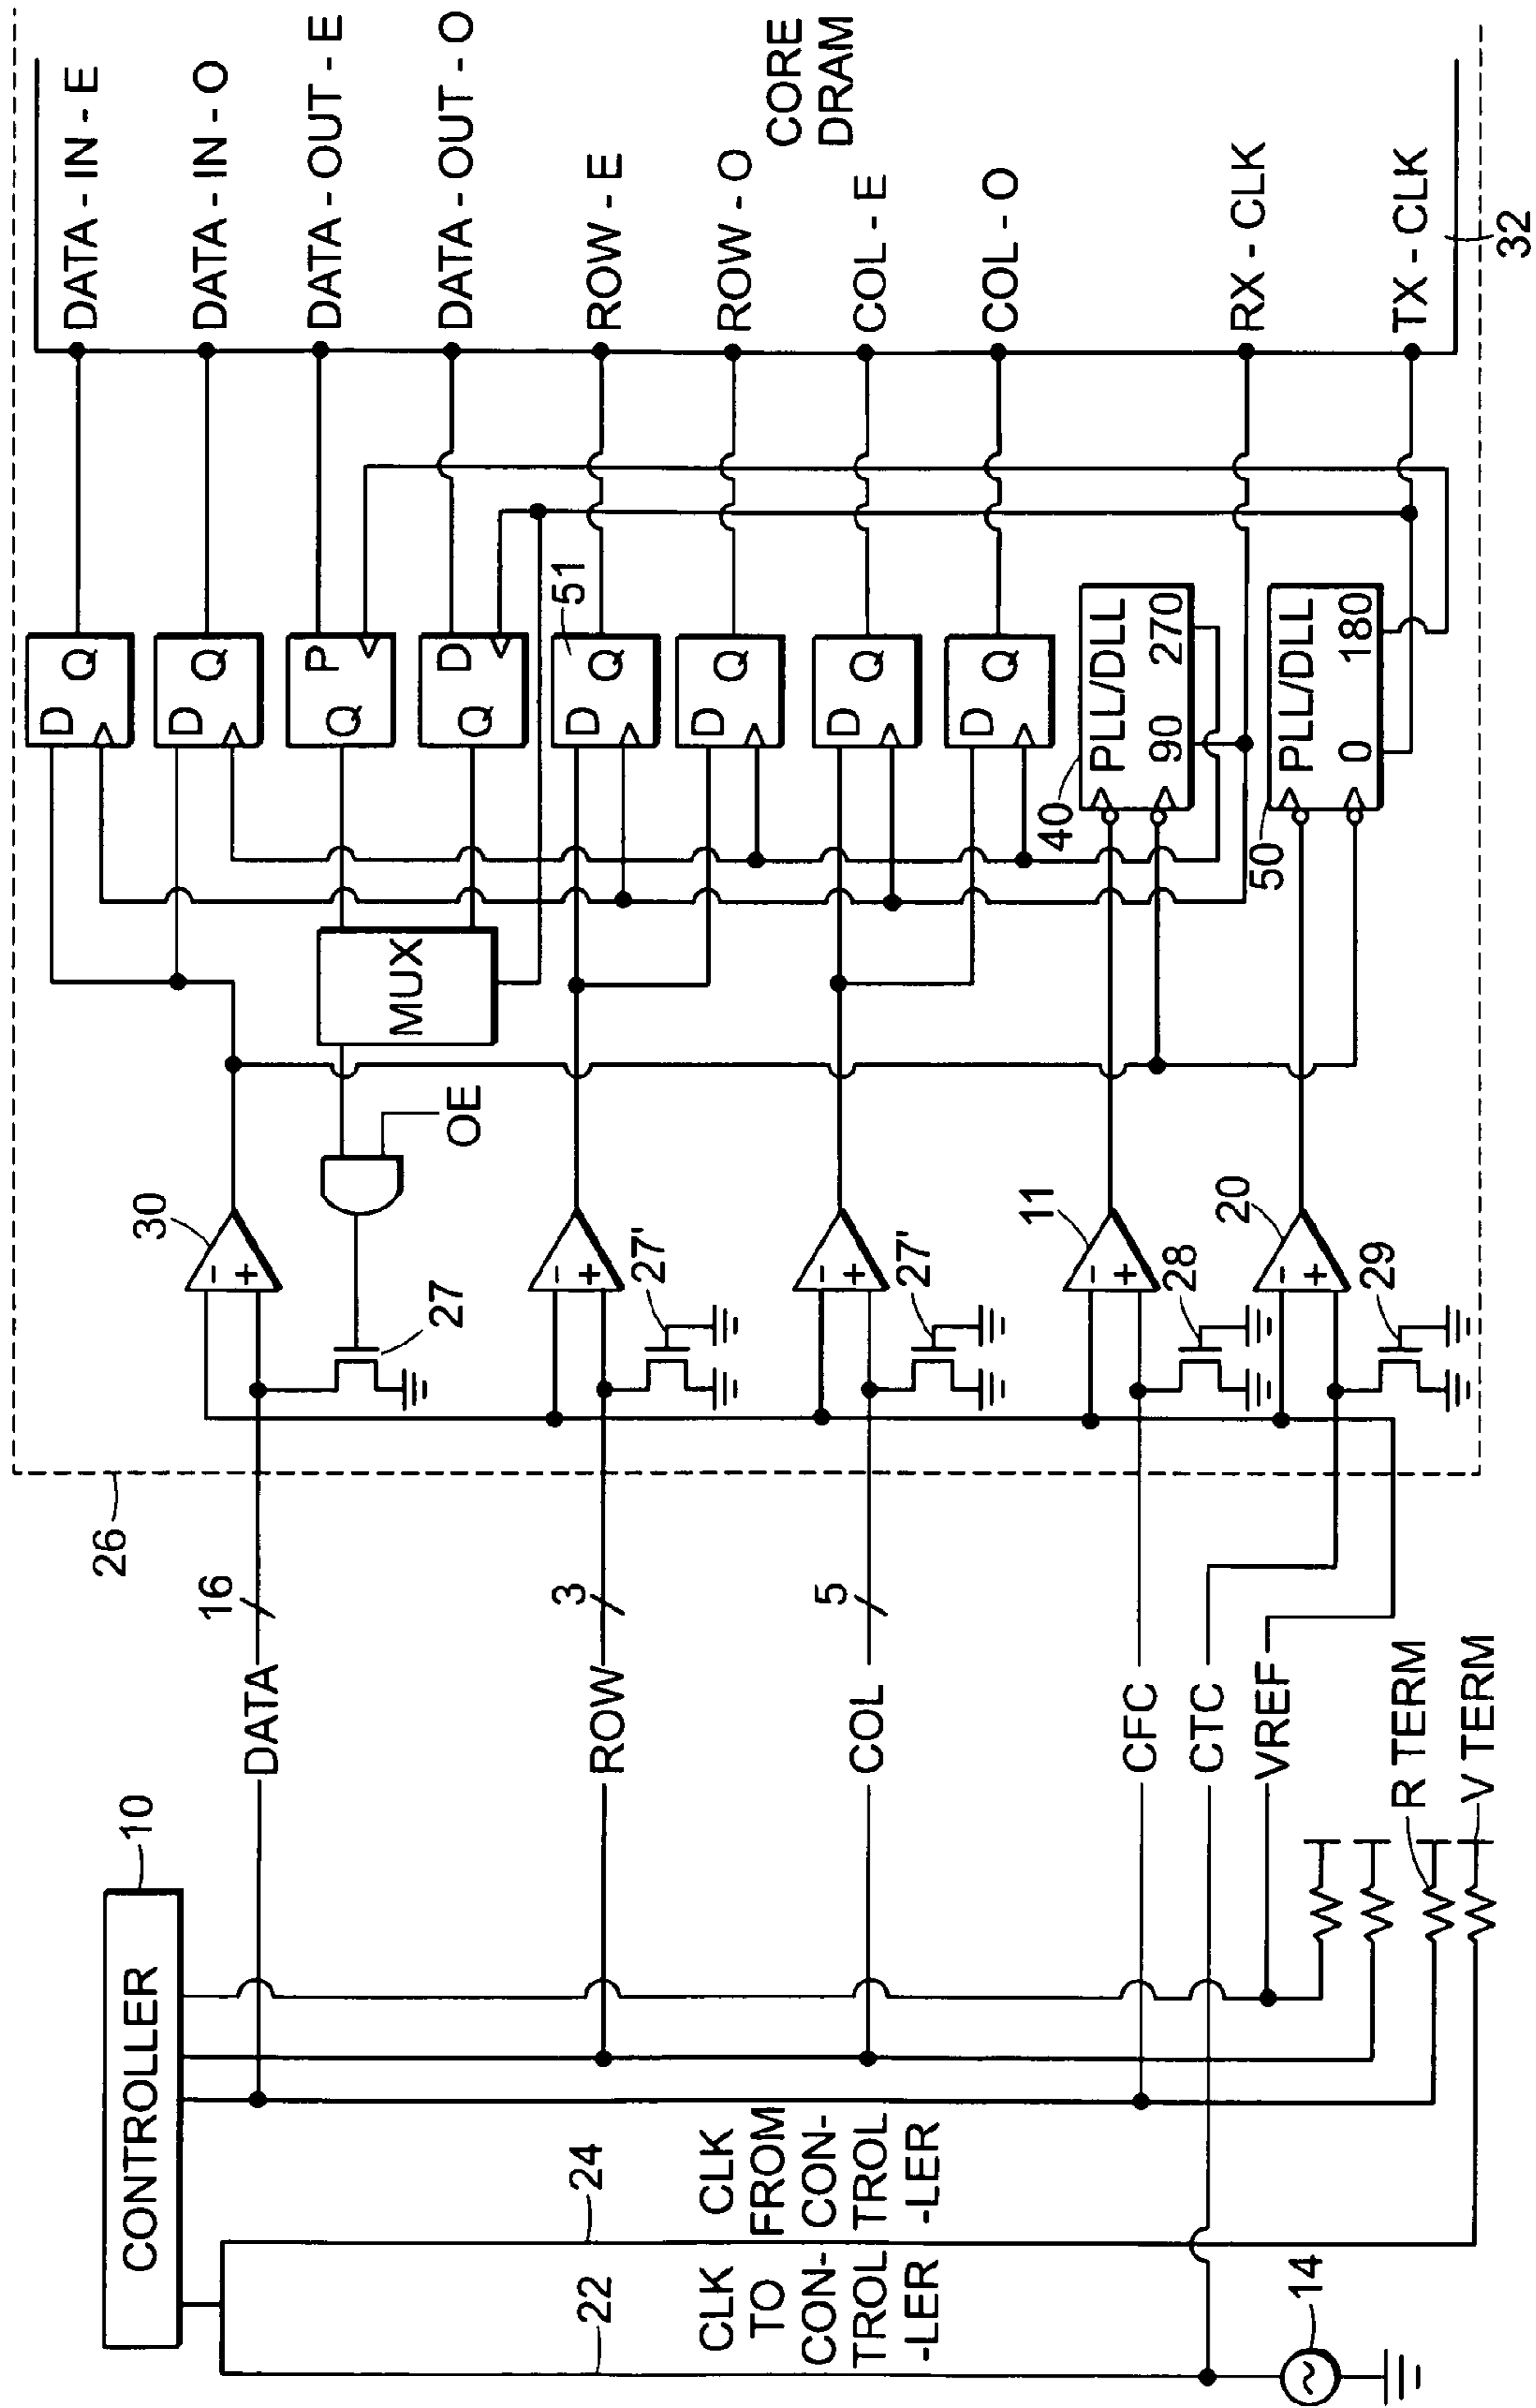 CONTROLLER
10
22
24
CLK TO CON- TROL -LER
CLK FROM CON- TROL -LER
14
DATA
16
ROW
3
COL
5
CFC
CTC
VREF
R TERM
V TERM
26
30
- +
27
OE
- +
27'
- +
27'
- +
11
28
- +
20
29
MUX
D Q
D Q
Q P
Q D
D Q
51
D Q
D Q
D Q
40
PLL/DLL
90 270
50
PLL/DLL
0 180
DATA - IN - E
DATA - IN - O
DATA - OUT - E
DATA - OUT - O
ROW - E
ROW - O
COL - E
COL - O
CORE
DRAM
RX - CLK
TX - CLK
32